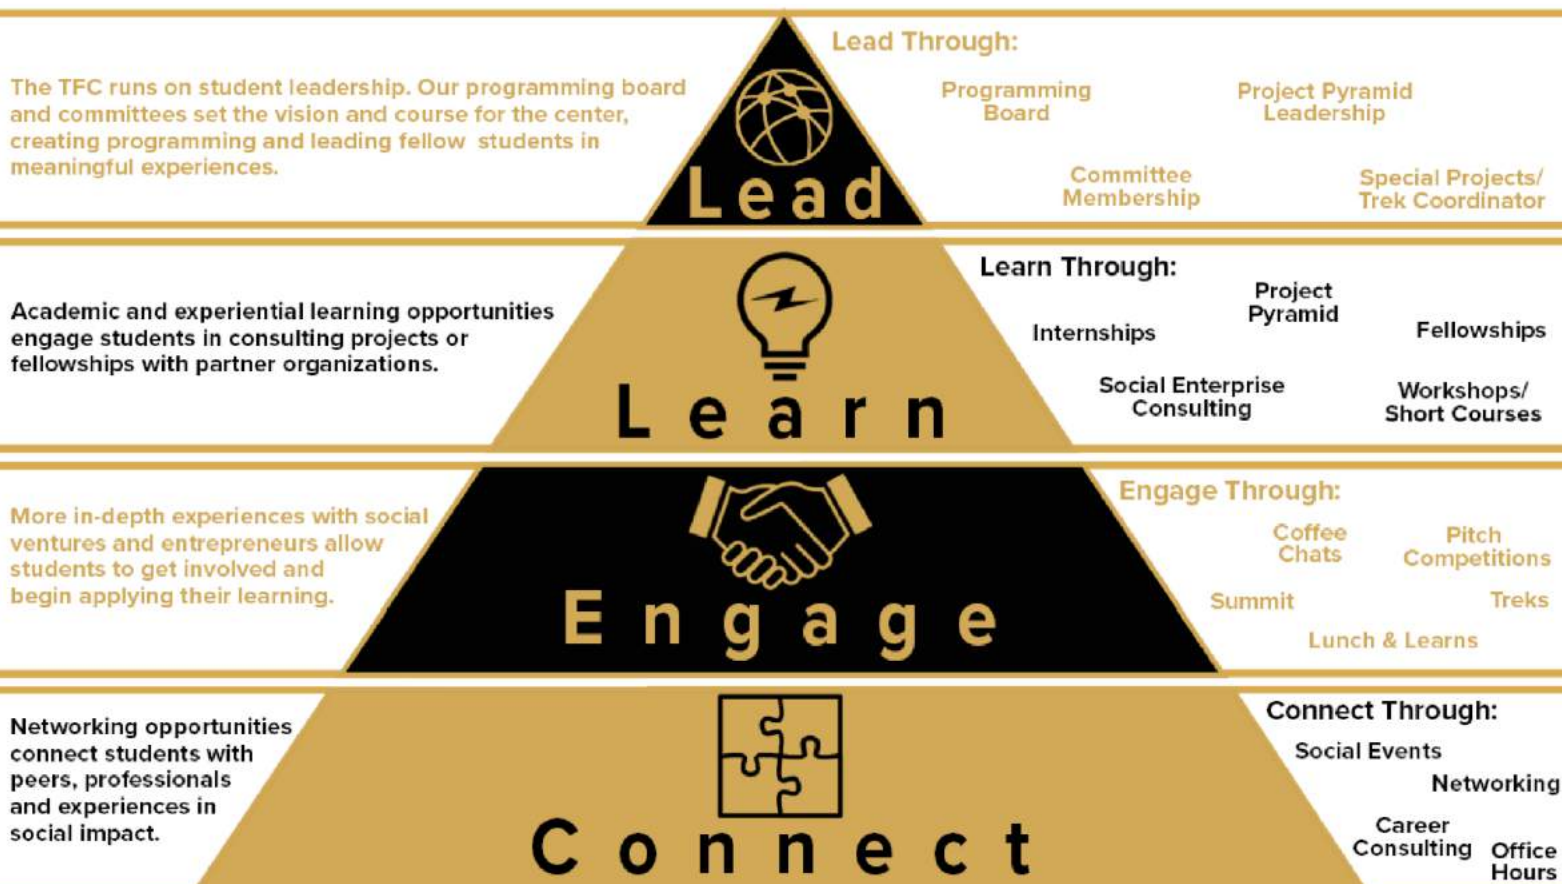 The TFC runs on student leadership. Our programming board
and committees set the vision and course for the center,
creating programming and leading fellow students in
meaningful experiences.
Lead
Lead Through:
Programming
Board
Project Pyramid
Leadership
Committee
Membership
Special Projects/
Trek Coordinator
Academic and experiential learning opportunities
engage students in consulting projects or
fellowships with partner organizations.
Learn
Learn Through:
Project
Pyramid
Internships
Fellowships
Social Enterprise
Consulting
Workshops/
Short Courses
More in-depth experiences with social
ventures and entrepreneurs allow
students to get involved and
begin applying their learning.
Engage
Engage Through:
Coffee
Chats
Pitch
Competitions
Summit
Treks
Lunch & Learns
Networking opportunities
connect students with
peers, professionals
and experiences in
social impact.
Connect
Connect Through:
Social Events
Networking
Career
Consulting
Office
Hours